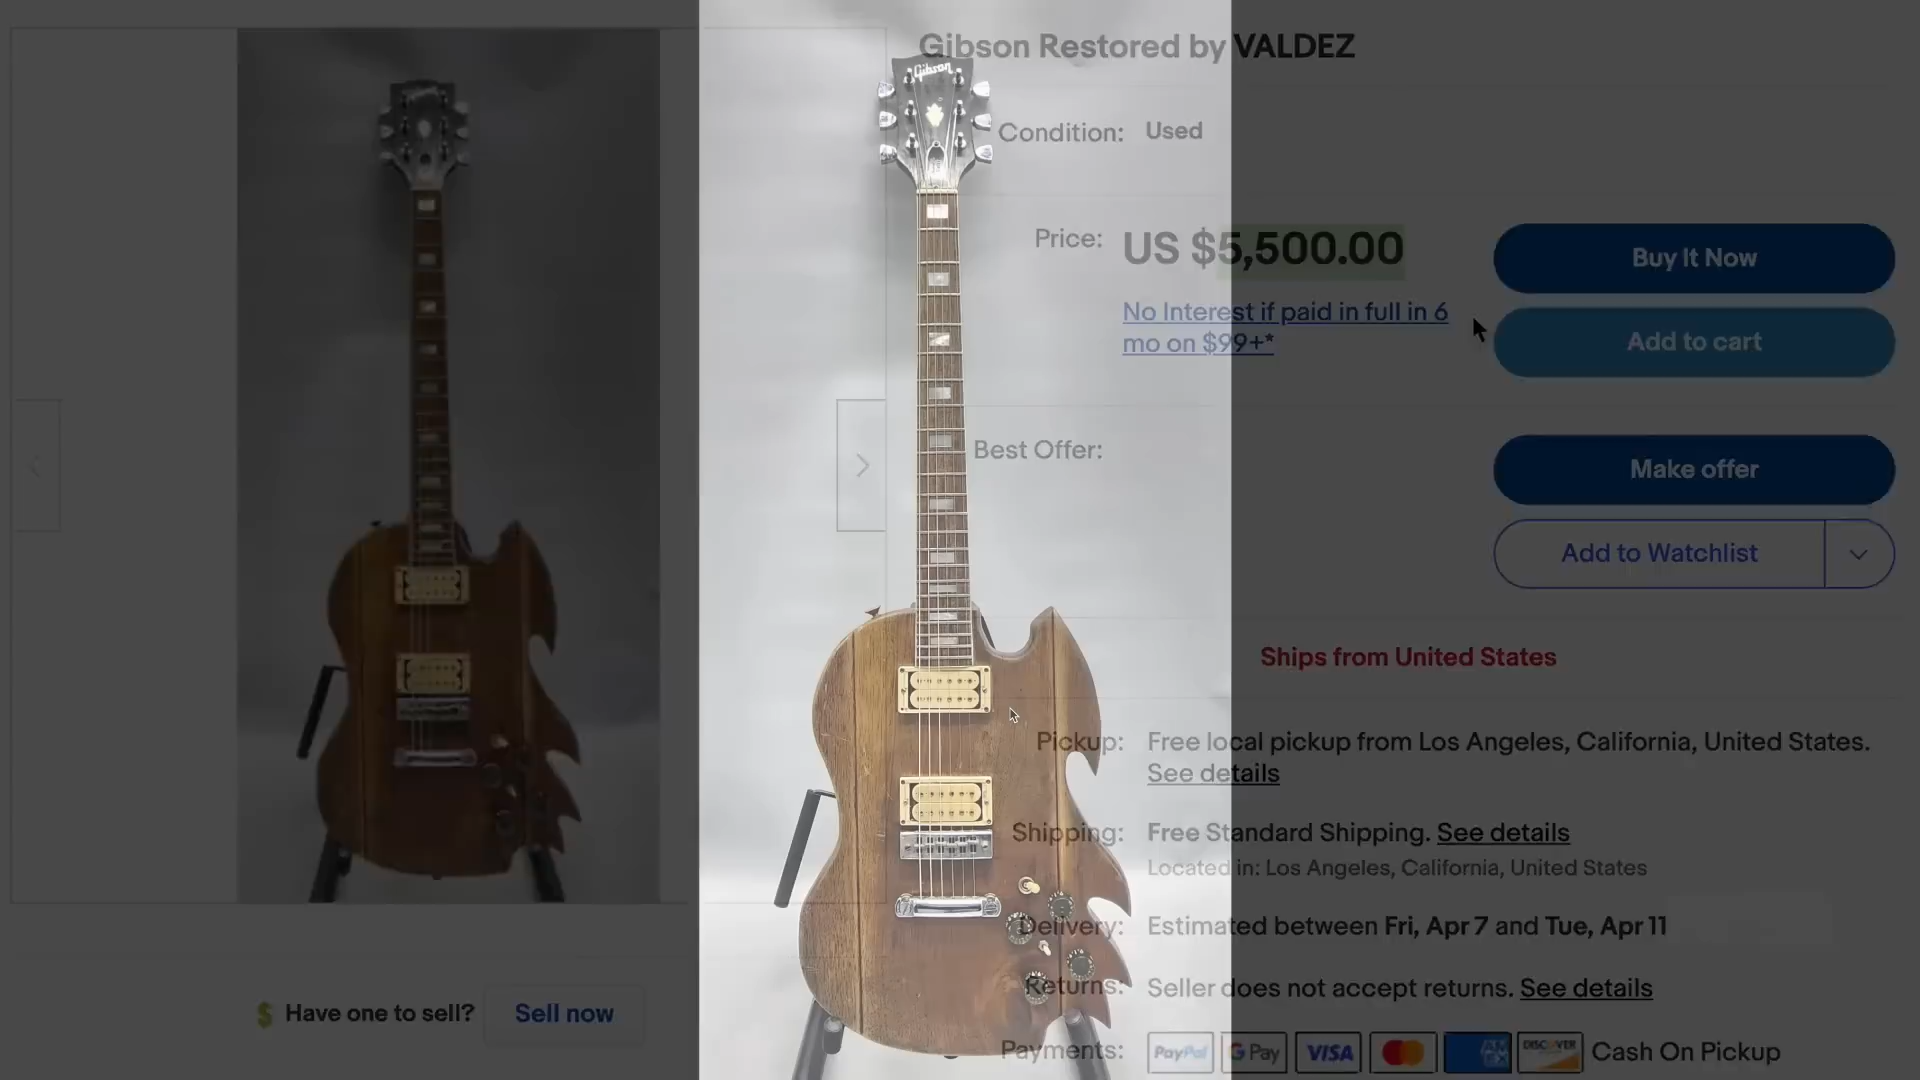 Gibson Restored by VALDEZ
Gibson
Condition: Used
Price: US $5,500.00
Buy It Now
No Interest if paid in full in 6
mo on $99+*
Add to cart
Best Offer:
Make offer
Add to Watchlist
Ships from United States
Pickup: Free local pickup from Los Angeles, California, United States.
See details
Shipping: Free Standard Shipping. See details
Located in: Los Angeles, California, United States
Delivery: Estimated between Fri, Apr 7 and Tue, Apr 11
Returns: Seller does not accept returns. See details
Have one to sell? Sell now
Payments: PayPal G Pay VISA AMEX DISCOVER Cash On Pickup